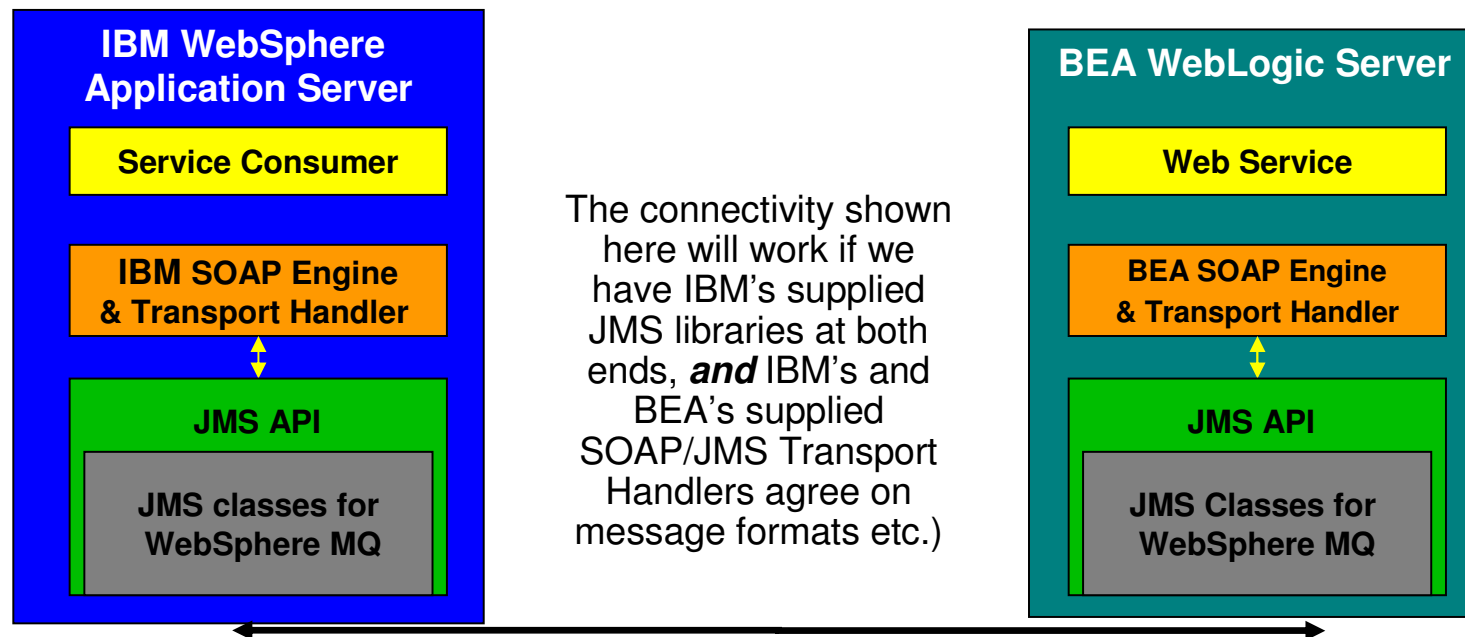 IBM WebSphere
Application Server
Service Consumer
IBM SOAP Engine
& Transport Handler
JMS API
JMS classes for
WebSphere MQ
The connectivity shown
here will work if we
have IBM's supplied
JMS libraries at both
ends, and IBM's and
BEA's supplied
SOAP/JMS Transport
Handlers agree on
message formats etc.)
BEA WebLogic Server
Web Service
BEA SOAP Engine
& Transport Handler
JMS API
JMS Classes for
WebSphere MQ